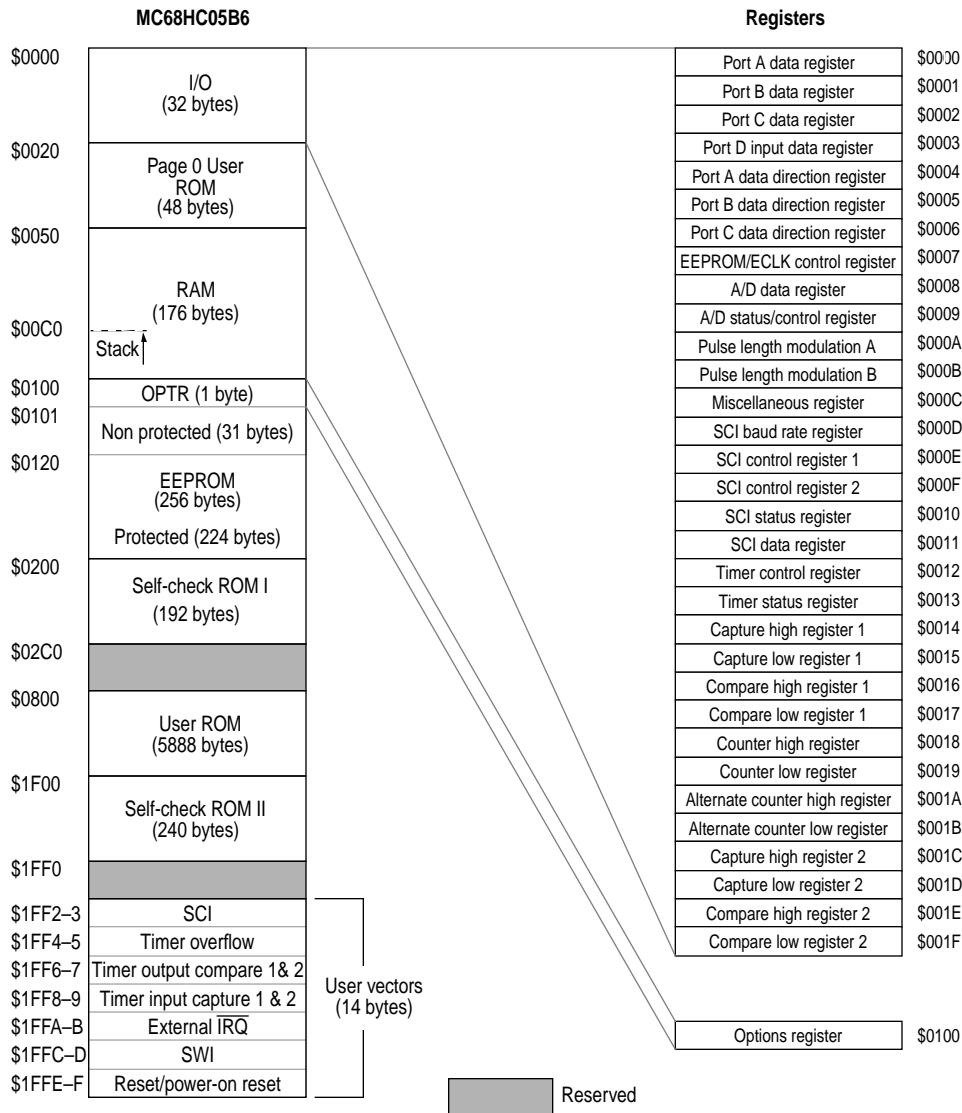 MC68HC05B6
$0000
I/O
(32 bytes)
$0020
Page 0 User
ROM
(48 bytes)
$0050
RAM
(176 bytes)
$00C0
Stack
$0100
OPTR (1 byte)
$0101
Non protected (31 bytes)
$0120
EEPROM
(256 bytes)
Protected (224 bytes)
$0200
Self-check ROM I
(192 bytes)
$02C0
$0800
User ROM
(5888 bytes)
$1F00
Self-check ROM II
(240 bytes)
$1FF0
$1FF2–3 SCI
$1FF4–5 Timer overflow
$1FF6–7 Timer output compare 1& 2
$1FF8–9 Timer input capture 1 & 2
$1FFA–B External IRQ
$1FFC–D SWI
$1FFE–F Reset/power-on reset
User vectors
(14 bytes)
Reserved
Registers
Port A data register $0000
Port B data register $0001
Port C data register $0002
Port D input data register $0003
Port A data direction register $0004
Port B data direction register $0005
Port C data direction register $0006
EEPROM/ECLK control register $0007
A/D data register $0008
A/D status/control register $0009
Pulse length modulation A $000A
Pulse length modulation B $000B
Miscellaneous register $000C
SCI baud rate register $000D
SCI control register 1 $000E
SCI control register 2 $000F
SCI status register $0010
SCI data register $0011
Timer control register $0012
Timer status register $0013
Capture high register 1 $0014
Capture low register 1 $0015
Compare high register 1 $0016
Compare low register 1 $0017
Counter high register $0018
Counter low register $0019
Alternate counter high register $001A
Alternate counter low register $001B
Capture high register 2 $001C
Capture low register 2 $001D
Compare high register 2 $001E
Compare low register 2 $001F
Options register $0100